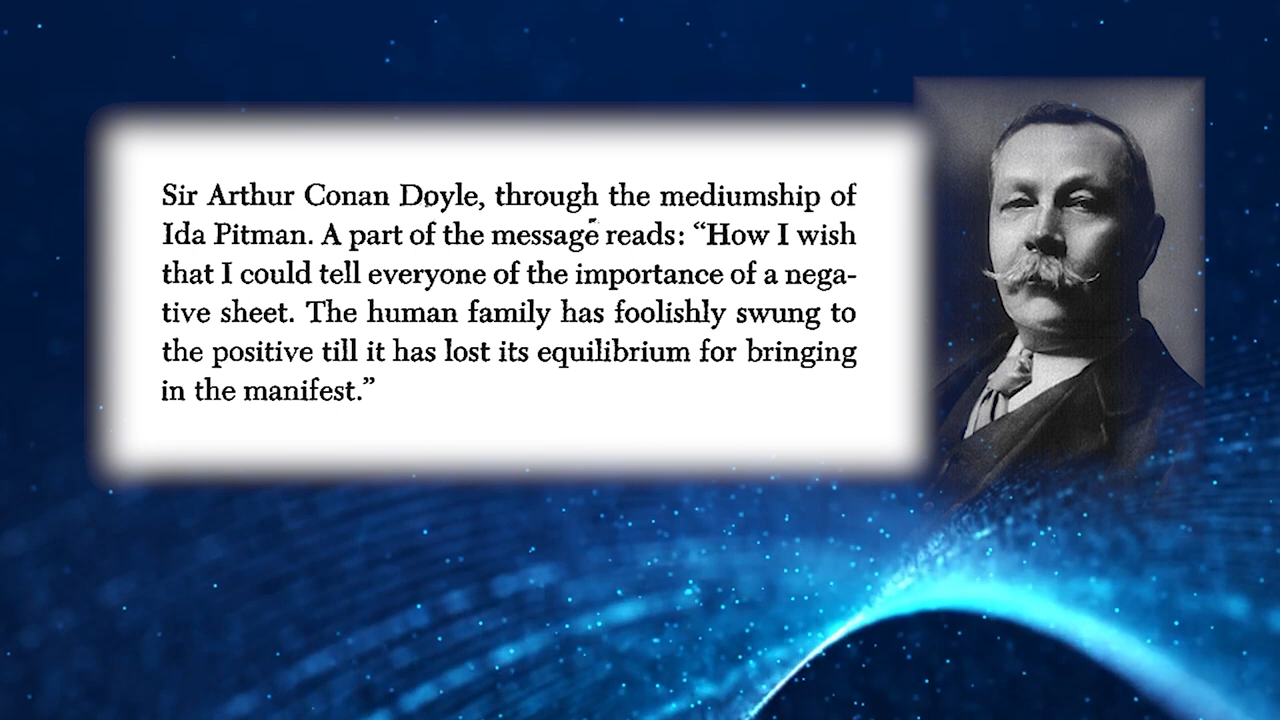 Sir Arthur Conan Doyle, through the mediumship of
Ida Pitman. A part of the message reads: “How I wish
that I could tell everyone of the importance of a nega-
tive sheet. The human family has foolishly swung to
the positive till it has lost its equilibrium for bringing
in the manifest.”